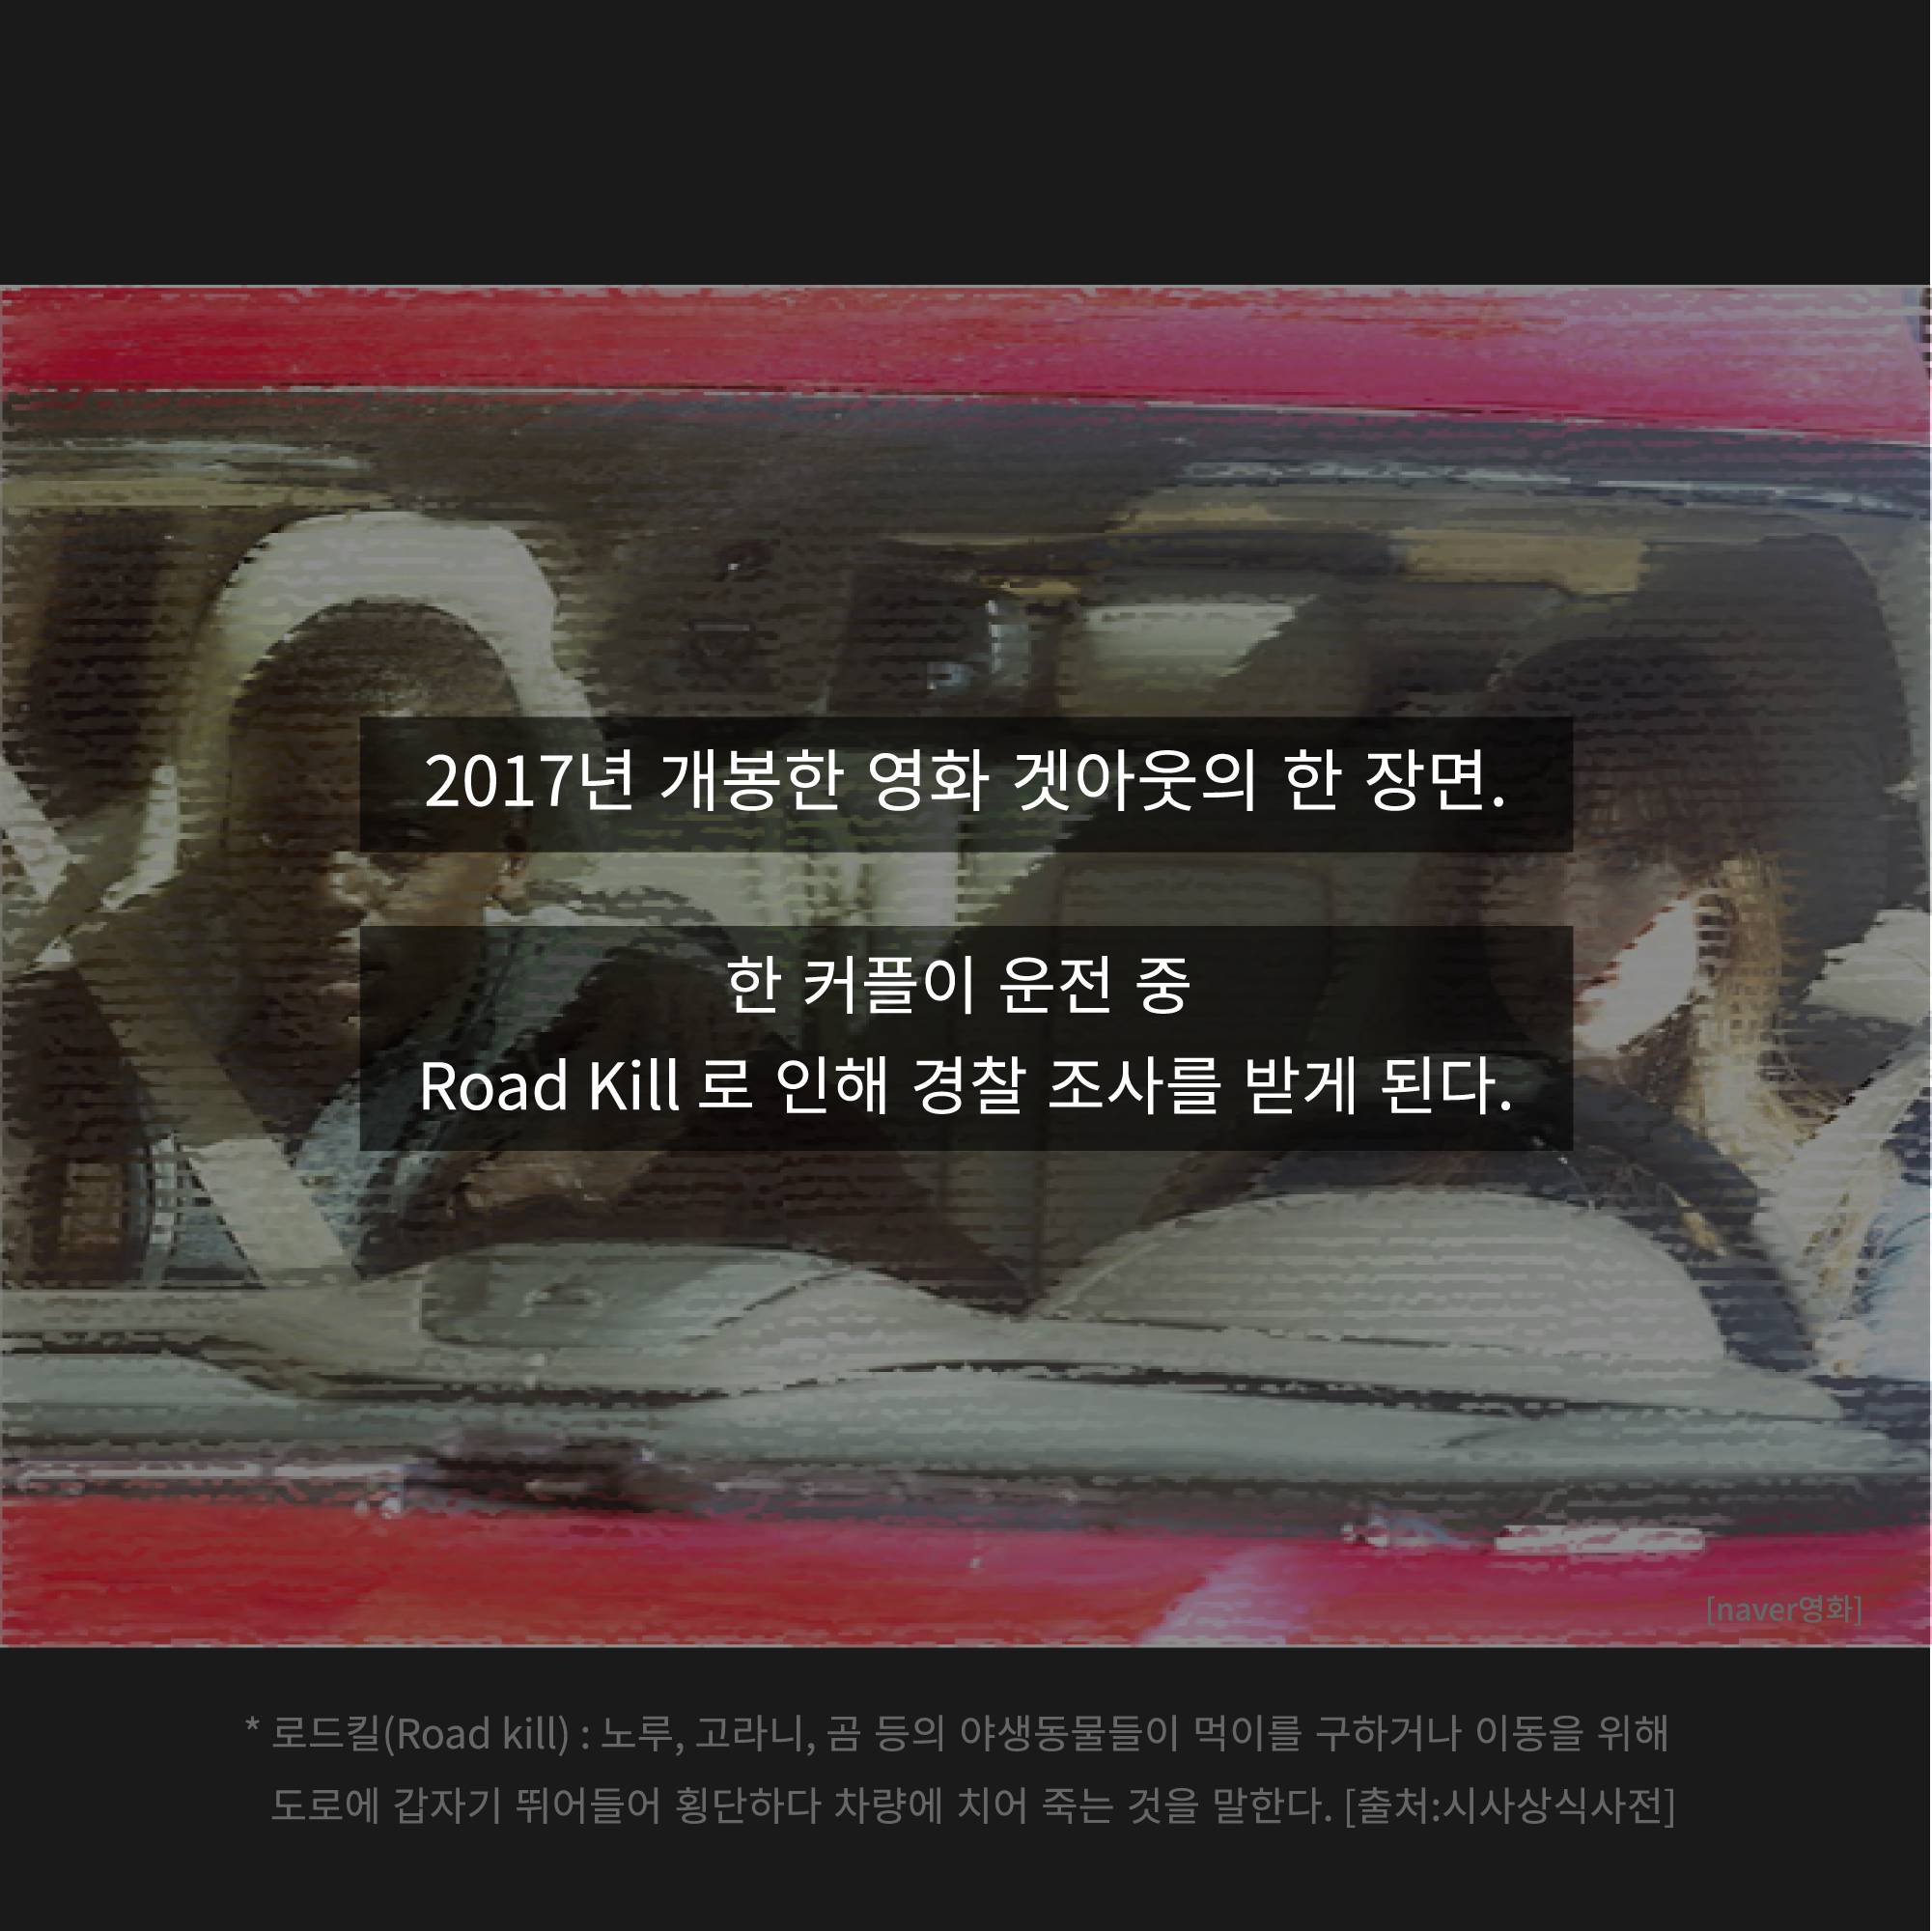 2017년 개봉한 영화 겟아웃의 한 장면.
한 커플이 운전 중
Road Kill 로 인해 경찰 조사를 받게 된다.
[naver영화]
* 로드킬(Road kill) : 노루, 고라니, 곰 등의 야생동물들이 먹이를 구하거나 이동을 위해
도로에 갑자기 뛰어들어 횡단하다 차량에 치어 죽는 것을 말한다. [출처:시사상식사전]